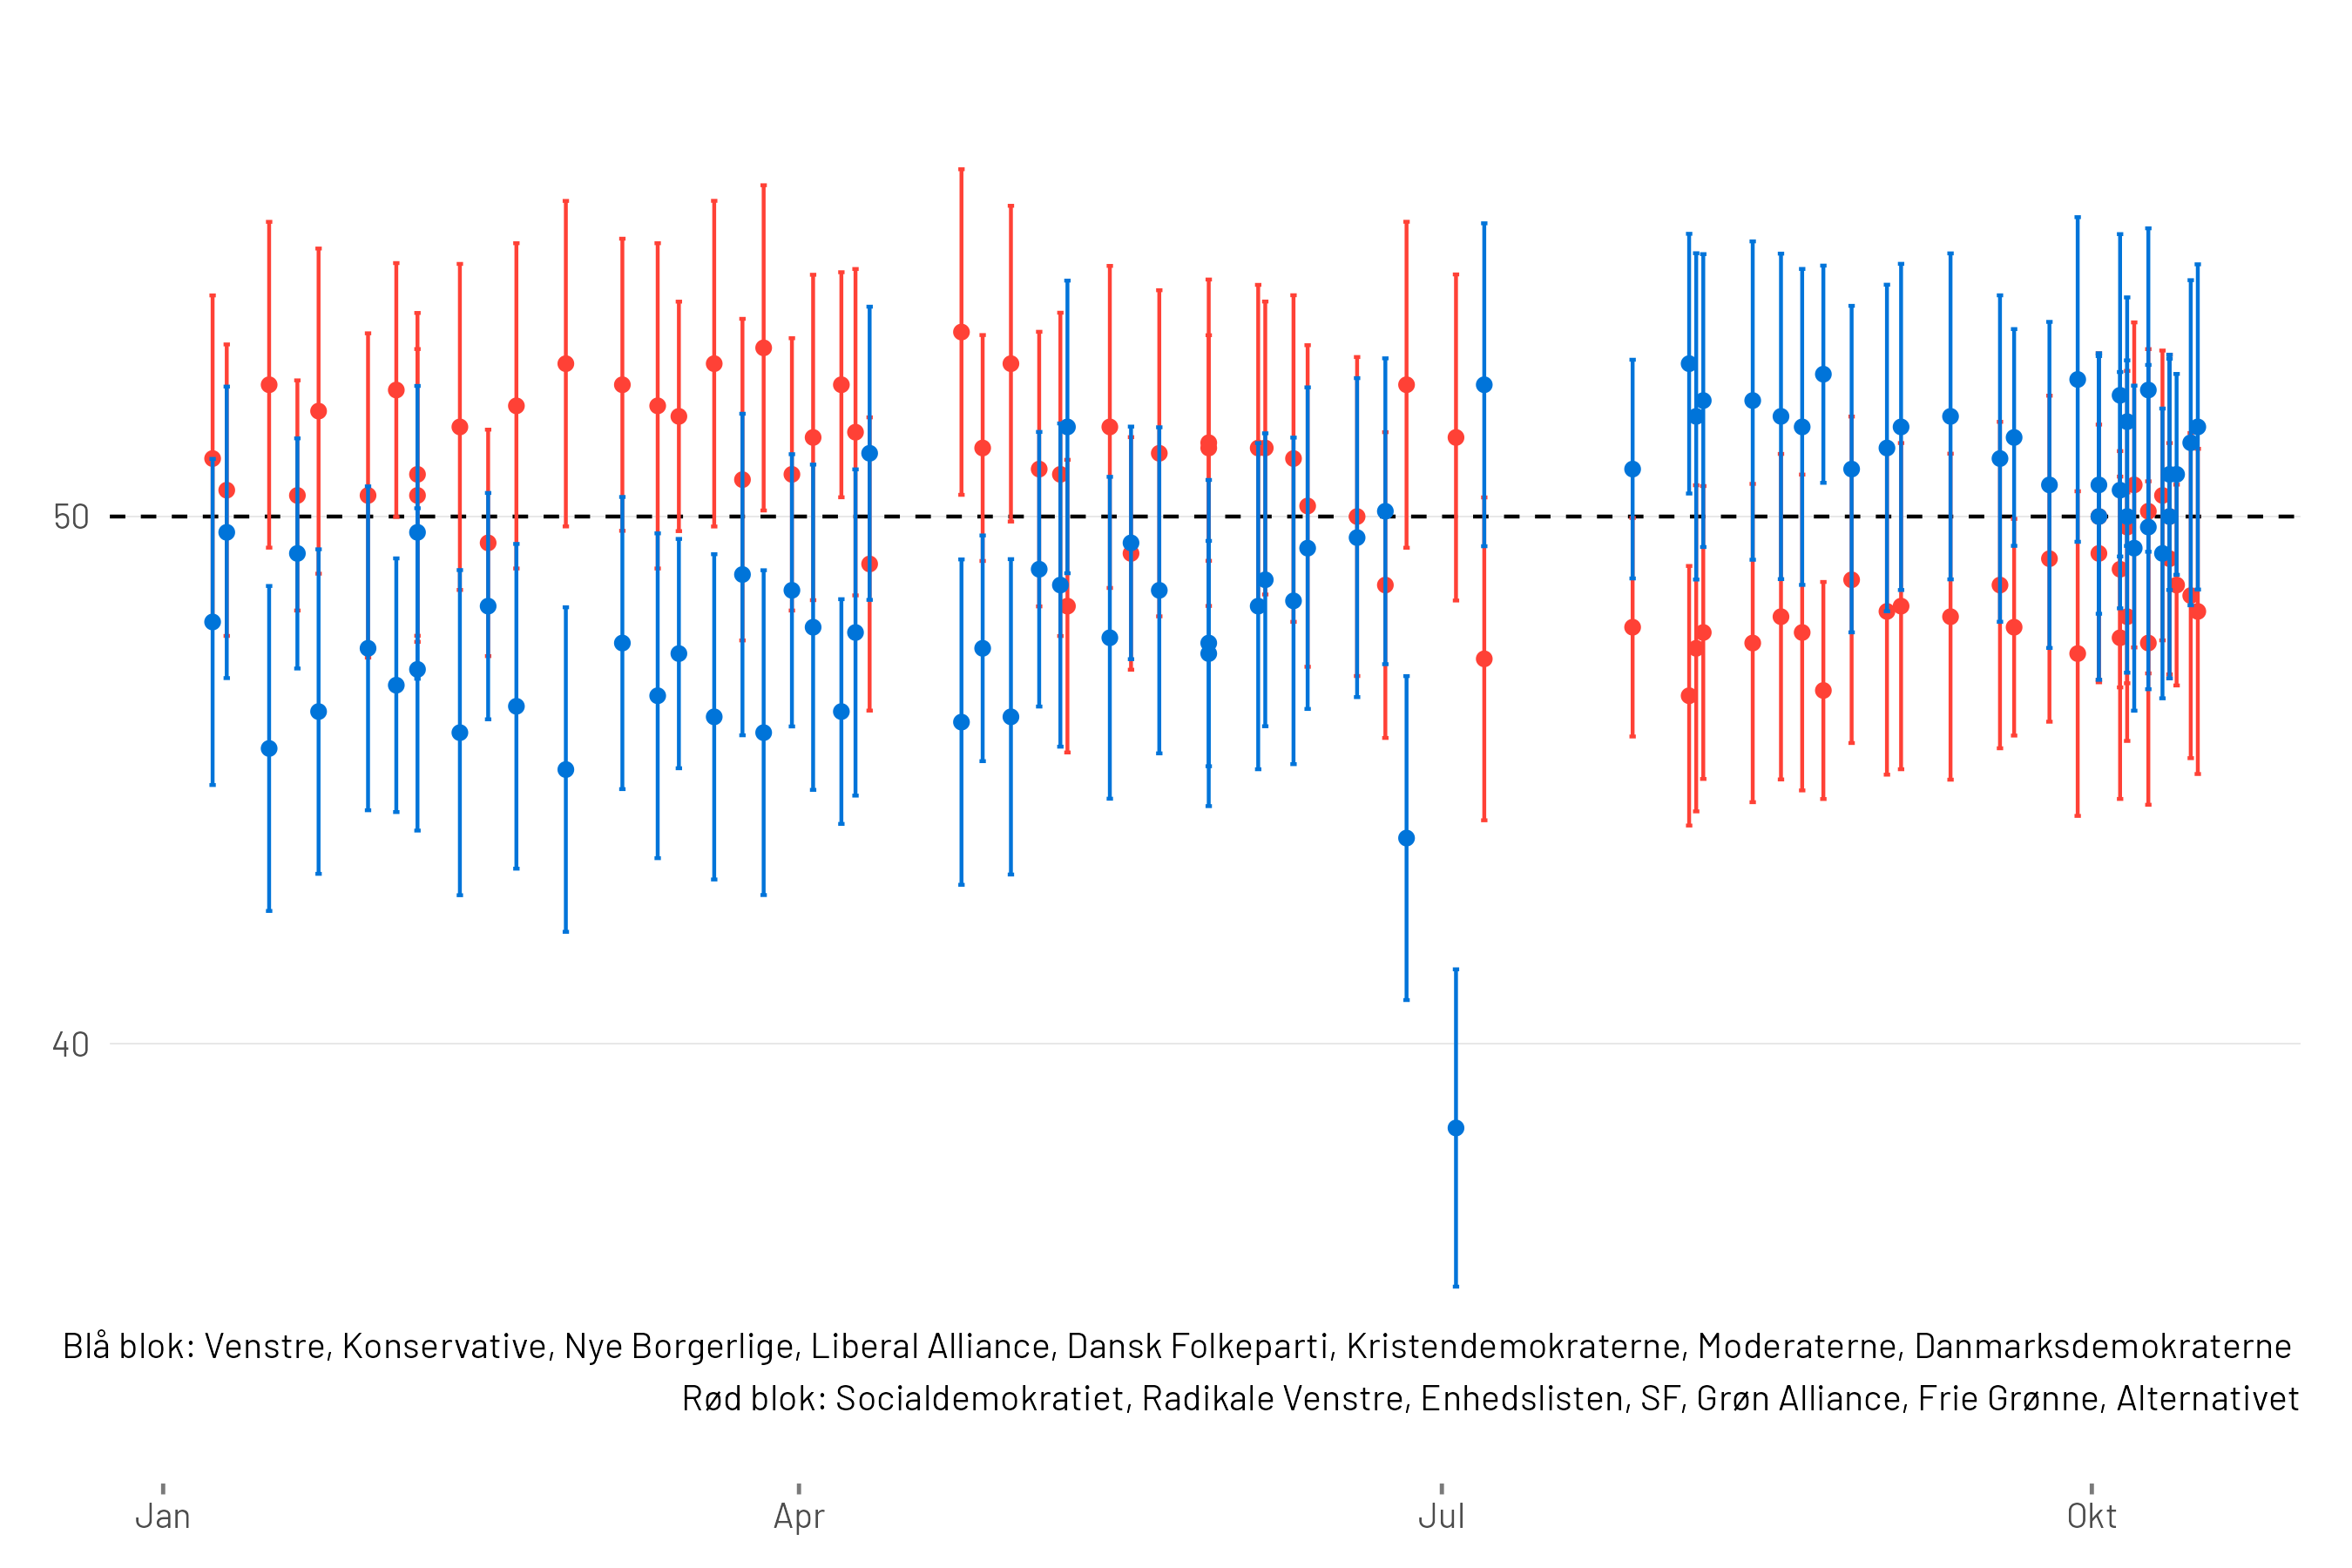 50
40
Blå blok: Venstre, Konservative, Nye Borgerlige, Liberal Alliance, Dansk Folkeparti, Kristendemokraterne, Moderaterne, Danmarksdemokraterne
Rød blok: Socialdemokratiet, Radikale Venstre, Enhedslisten, SF, Grøn Alliance, Frie Grønne, Alternativet
Jan Apr Jul Okt